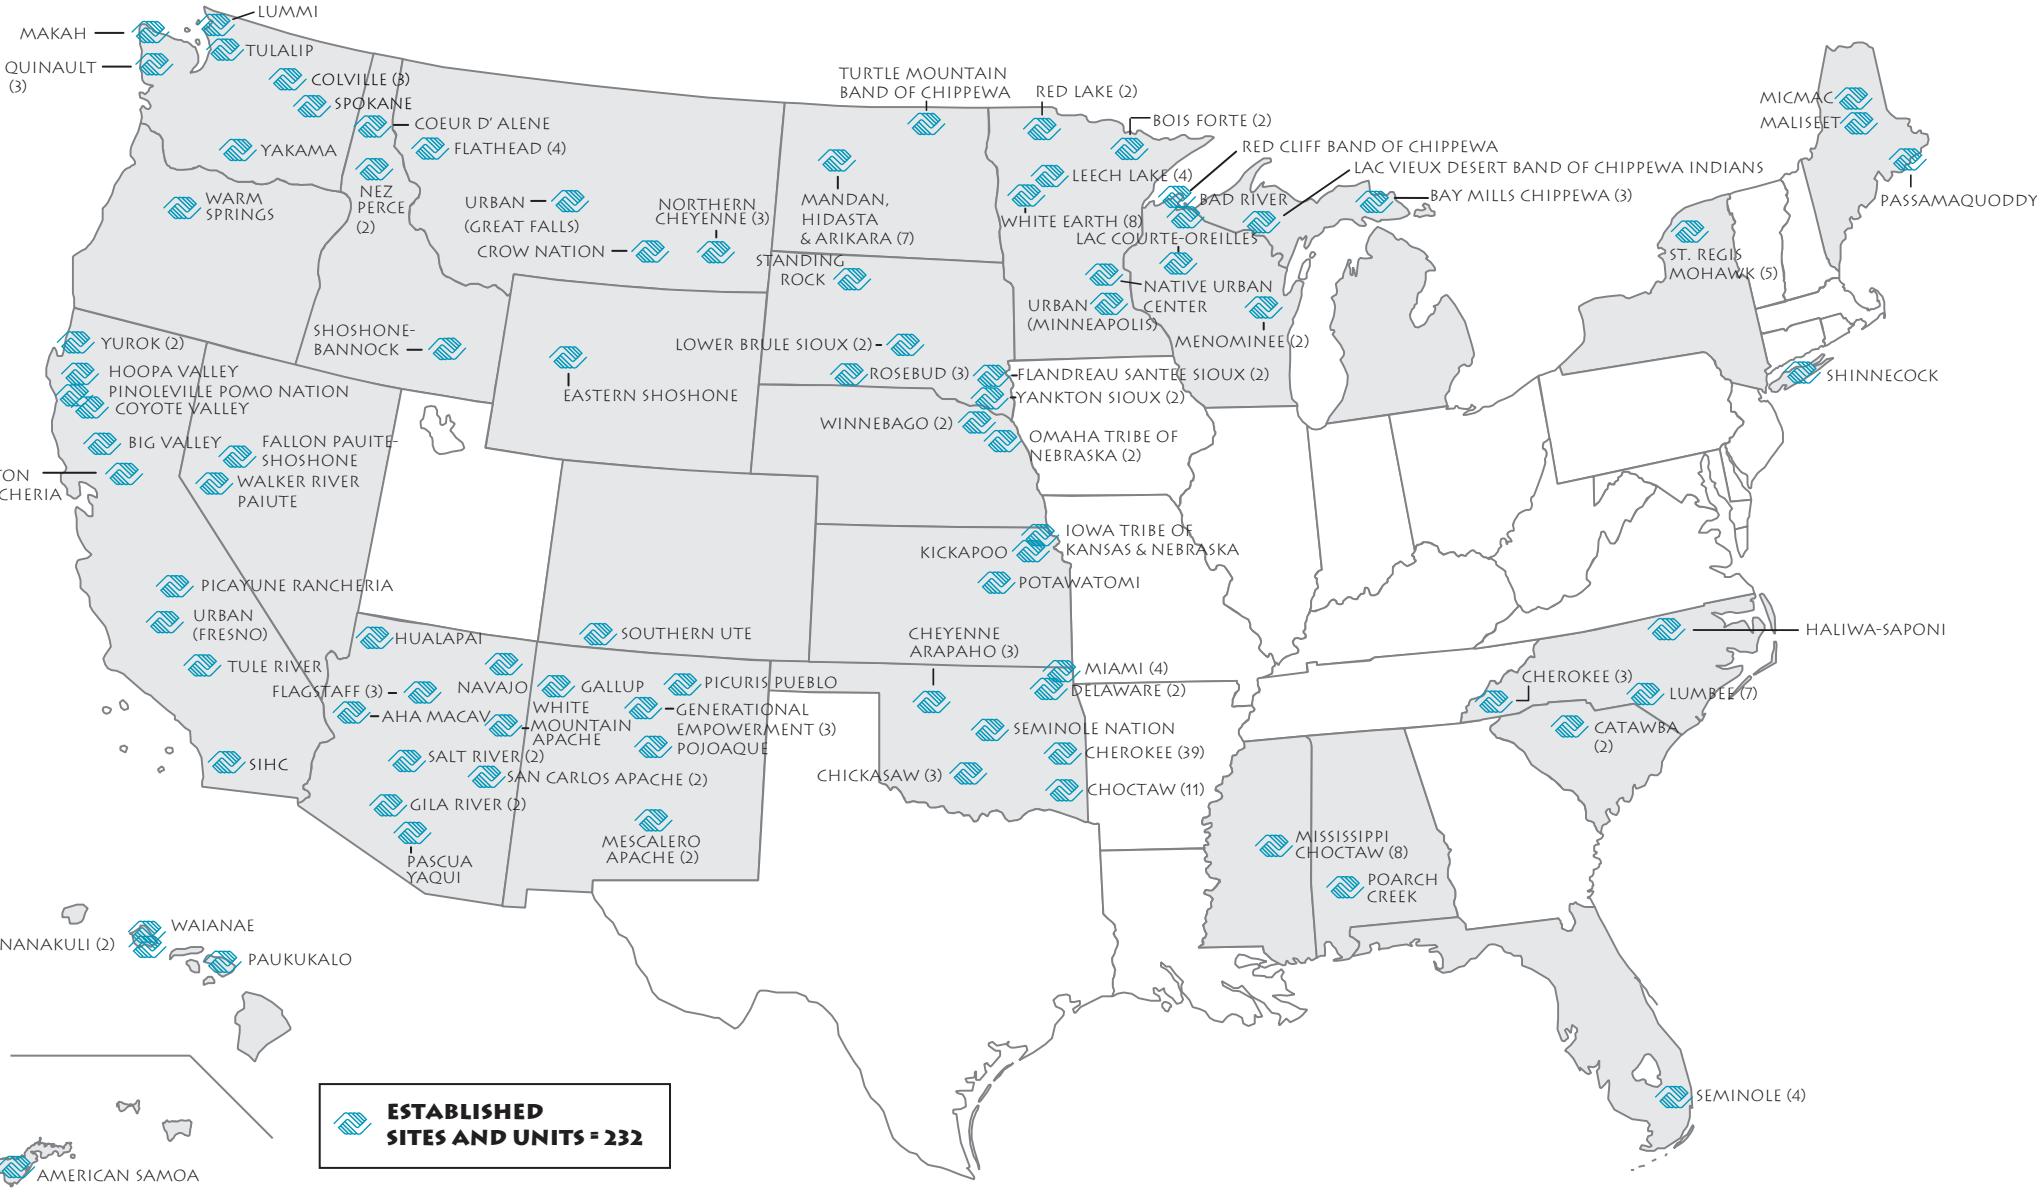 LUMMI
MAKAH
TULALIP
QUINAULT
(3)
COLVILLE (3)
SPOKANE
COEUR D' ALENE
YAKAMA
FLATHEAD (4)
NEZ
PERCE
(2)
WARM
SPRINGS
URBAN
(GREAT FALLS)
NORTHERN
CHEYENNE (3)
CROW NATION
TURTLE MOUNTAIN
BAND OF CHIPPEWA
MANDAN,
HIDASTA
& ARIKARA (7)
STANDING
ROCK
RED LAKE (2)
BOIS FORTE (2)
RED CLIFF BAND OF CHIPPEWA
LAC VIEUX DESERT BAND OF CHIPPEWA INDIANS
LEECH LAKE (4)
BAD RIVER
BAY MILLS CHIPPEWA (3)
WHITE EARTH (8)
LAC COURTE-OREILLES
NATIVE URBAN
CENTER
URBAN
(MINNEAPOLIS)
MENOMINEE (2)
MICMAC
MALISEET
PASSAMAQUODDY
ST. REGIS
MOHAWK (5)
SHINNECOCK
YUROK (2)
HOOPA VALLEY
PINOLEVILLE POMO NATION
COYOTE VALLEY
BIG VALLEY
TON
CHERIA
FALLON PAUITE-
SHOSHONE
WALKER RIVER
PAIUTE
SHOSHONE-
BANNOCK
EASTERN SHOSHONE
LOWER BRULE SIOUX (2)
ROSEBUD (3)
FLANDREAU SANTEE SIOUX (2)
YANKTON SIOUX (2)
WINNEBAGO (2)
OMAHA TRIBE OF
NEBRASKA (2)
IOWA TRIBE OF
KANSAS & NEBRASKA
KICKAPOO
POTAWATOMI
PICAYUNE RANCHERIA
URBAN
(FRESNO)
TULE RIVER
SIHC
HUALAPAI
SOUTHERN UTE
NAVAJO
FLAGSTAFF (3)
AHA MACAV
GALLUP
PICURIS PUEBLO
WHITE
MOUNTAIN
APACHE
GENERATIONAL
EMPOWERMENT (3)
POJOAQUE
SALT RIVER (2)
SAN CARLOS APACHE (2)
GILA RIVER (2)
PASCUA
YAQUI
MESCALERO
APACHE (2)
CHEYENNE
ARAPAHO (3)
MIAMI (4)
DELAWARE (2)
SEMINOLE NATION
CHEROKEE (39)
CHICKASAW (3)
CHOCTAW (11)
HALIWA-SAPONI
CHEROKEE (3)
LUMBEE (7)
CATAWBA
(2)
MISSISSIPPI
CHOCTAW (8)
POARCH
CREEK
SEMINOLE (4)
WAIANAE
NANAKULI (2)
PAUKUKALO
AMERICAN SAMOA
ESTABLISHED
SITES AND UNITS = 232